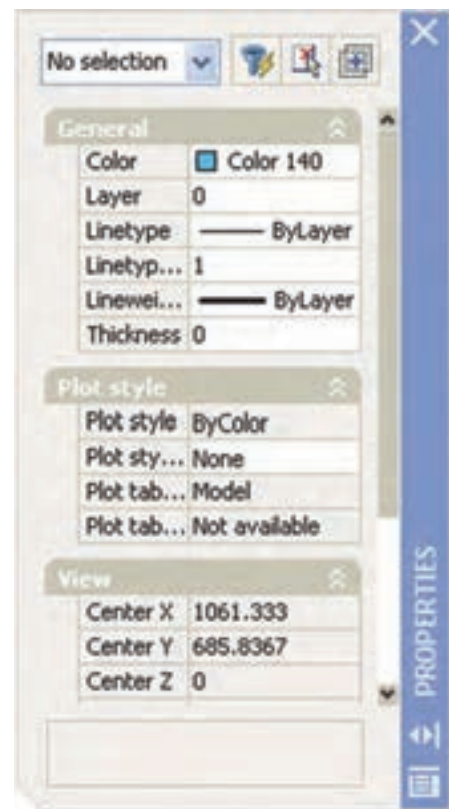 No selection
General
Color Color 140
Layer 0
Linetype ByLayer
Linetyp... 1
Linewei... ByLayer
Thickness 0
Plot style
Plot style ByColor
Plot sty... None
Plot tab... Model
Plot tab... Not available
View
Center X 1061.333
Center Y 685.8367
Center Z 0
PROPERTIES